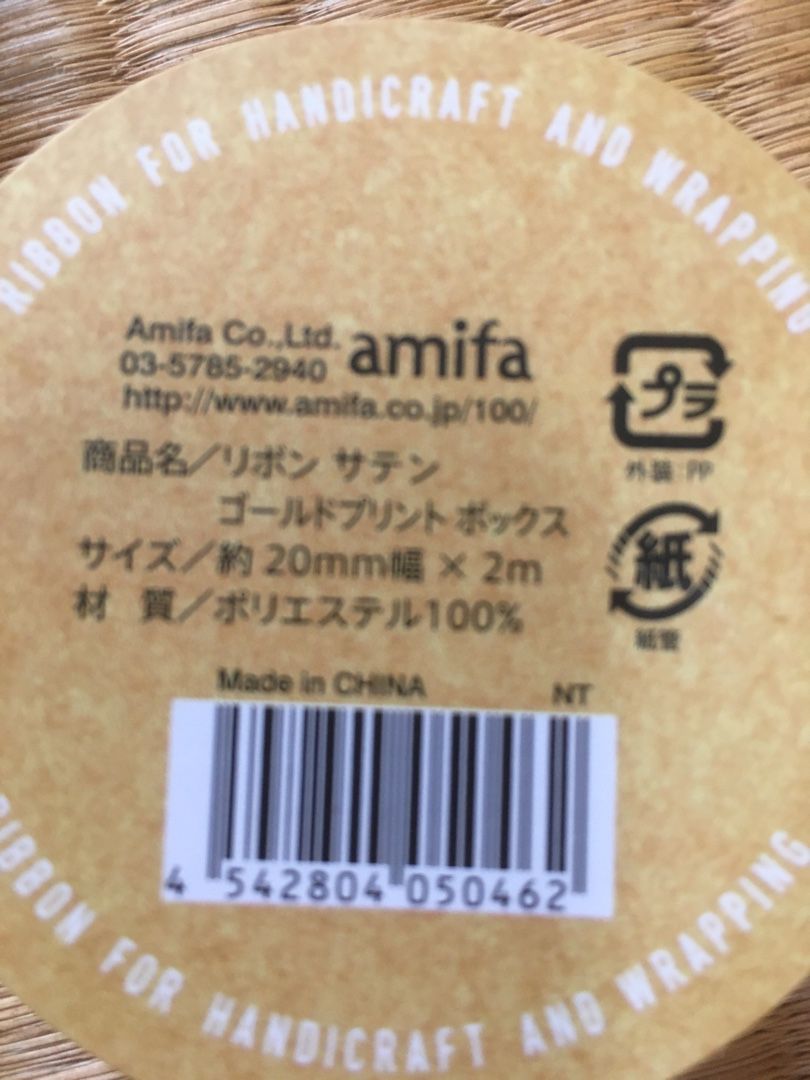 RIBBON FOR HANDICRAFT AND WRAPPING
Amifa Co.,Ltd.
03-5785-2940
amifa
http://www.amifa.co.jp/100/
プラ
外装:PP
商品名/リボン サテン
ゴールドプリント ボックス
サイズ/約 20mm幅 × 2m
材 質/ポリエステル100%
紙
紙管
Made in CHINA NT
4 542804 050462
RIBBON FOR HANDICRAFT AND WRAPPING